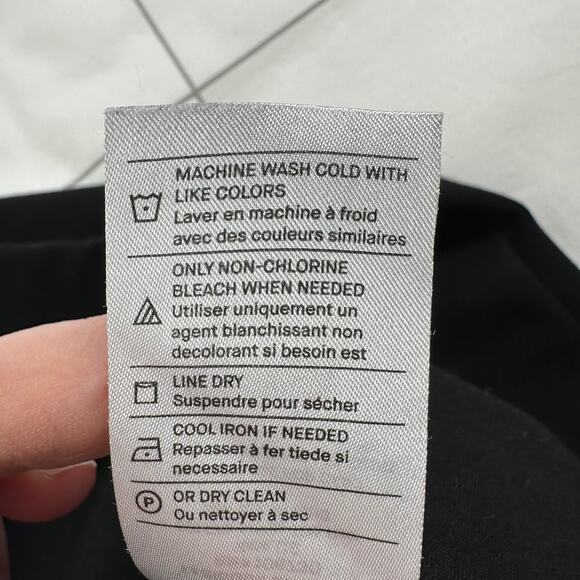 MACHINE WASH COLD WITH
LIKE COLORS
Laver en machine à froid
avec des couleurs similaires
ONLY NON-CHLORINE
BLEACH WHEN NEEDED
Utiliser uniquement un
agent blanchissant non
decolorant si besoin est
LINE DRY
Suspendre pour sécher
COOL IRON IF NEEDED
Repasser à fer tiede si
necessaire
P OR DRY CLEAN
Ou nettoyer à sec